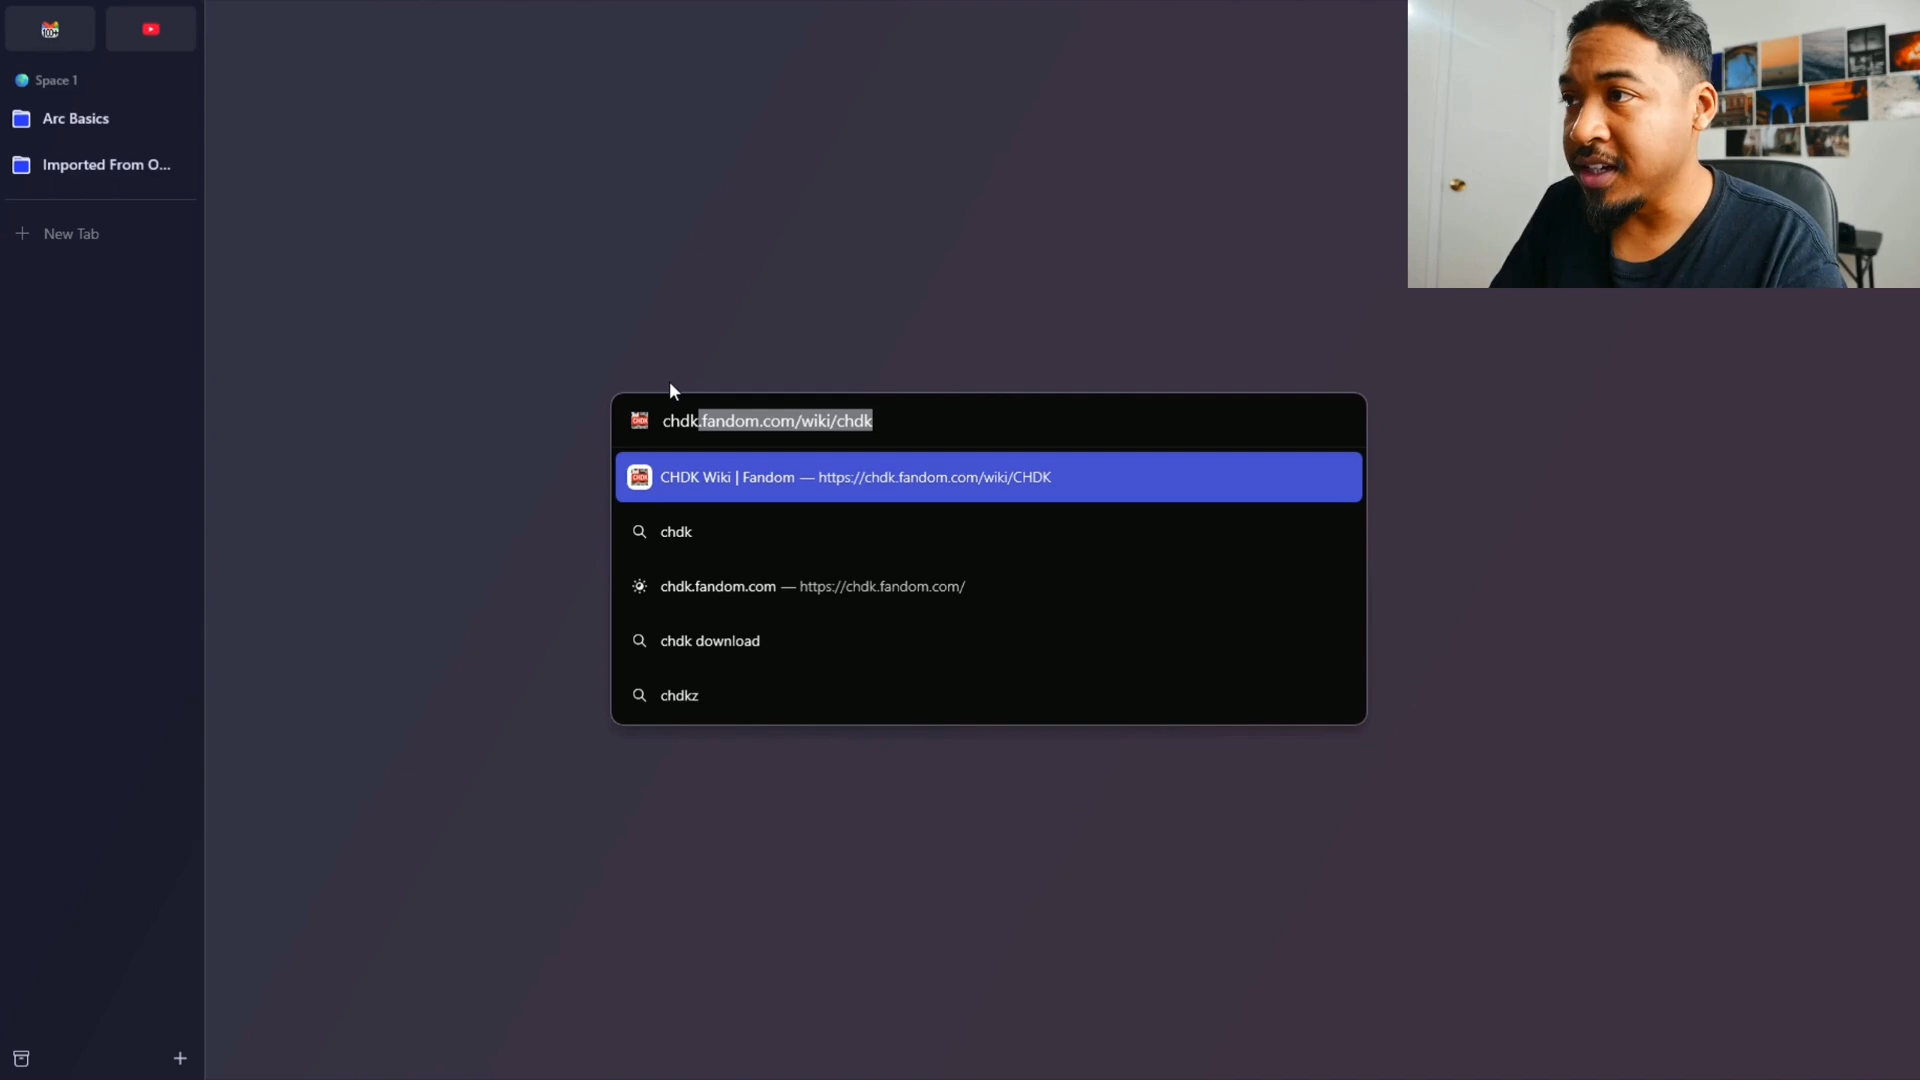 Space 1
Arc Basics
Imported From O...
New Tab
chdk.fandom.com/wiki/chdk
CHDK Wiki | Fandom — https://chdk.fandom.com/wiki/CHDK
chdk
chdk.fandom.com — https://chdk.fandom.com/
chdk download
chdkz